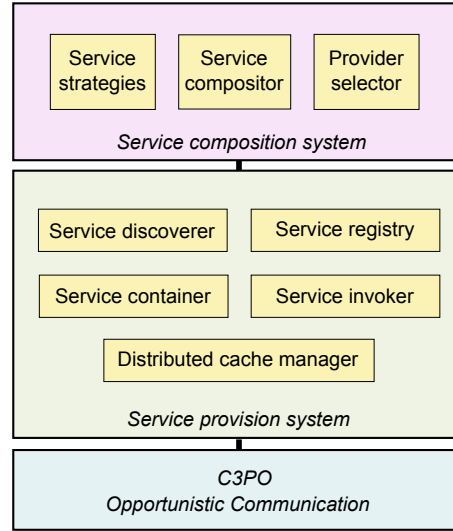 Service
strategies
Service
compositor
Provider
selector
Service composition system
Service discoverer
Service registry
Service container
Service invoker
Distributed cache manager
Service provision system
C3PO
Opportunistic Communication